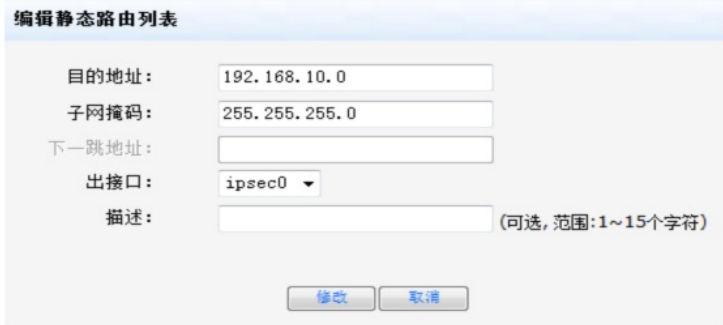 编辑静态路由列表
目的地址： 192.168.10.0
子网掩码： 255.255.255.0
下一跳地址：
出接口： ipsec0
描述： (可选,范围:1~15个字符)
修改 取消